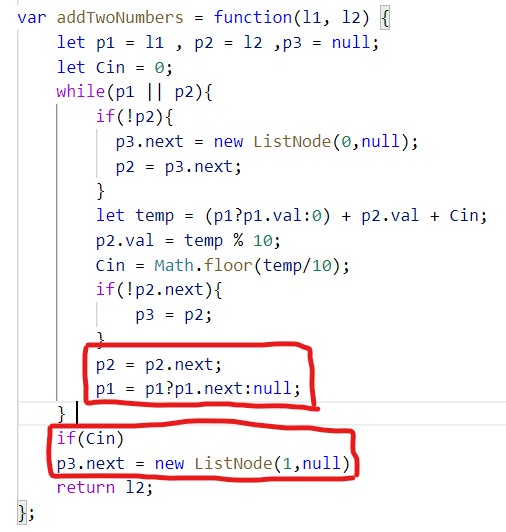 var addTwoNumbers = function(l1, l2) {
    let p1 = l1 , p2 = l2 ,p3 = null;
    let Cin = 0;
    while(p1 || p2){
        if(!p2){
          p3.next = new ListNode(0,null);
          p2 = p3.next;
        }
        let temp = (p1?p1.val:0) + p2.val + Cin;
        p2.val = temp % 10;
        Cin = Math.floor(temp/10);
        if(!p2.next){
            p3 = p2;
        }
        p2 = p2.next;
        p1 = p1?p1.next:null;
    }
    if(Cin)
    p3.next = new ListNode(1,null)
    return l2;
};